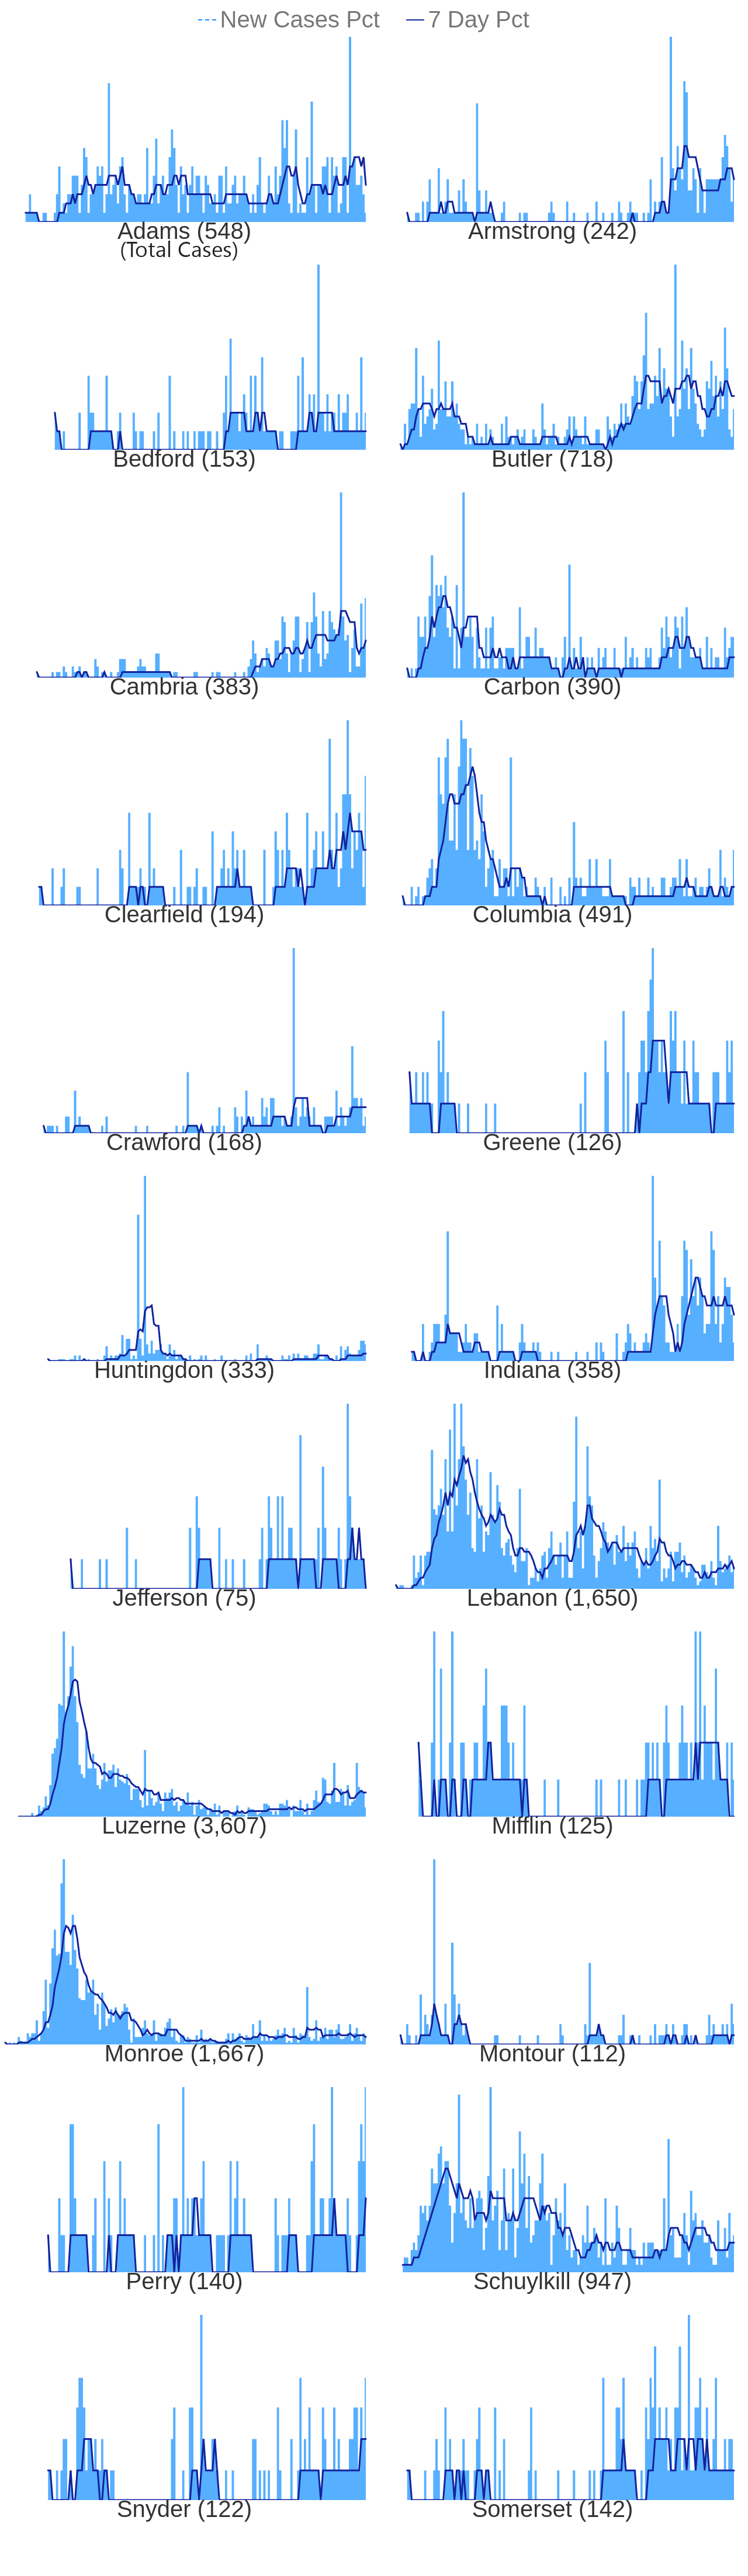 New Cases Pct 7 Day Pct
Adams (548) Armstrong (242)
(Total Cases)
Bedford (153) Butler (718)
Cambria (383) Carbon (390)
Clearfield (194) Columbia (491)
Crawford (168) Greene (126)
Huntingdon (333) Indiana (358)
Jefferson (75) Lebanon (1,650)
Luzerne (3,607) Mifflin (125)
Monroe (1,667) Montour (112)
Perry (140) Schuylkill (947)
Snyder (122) Somerset (142)